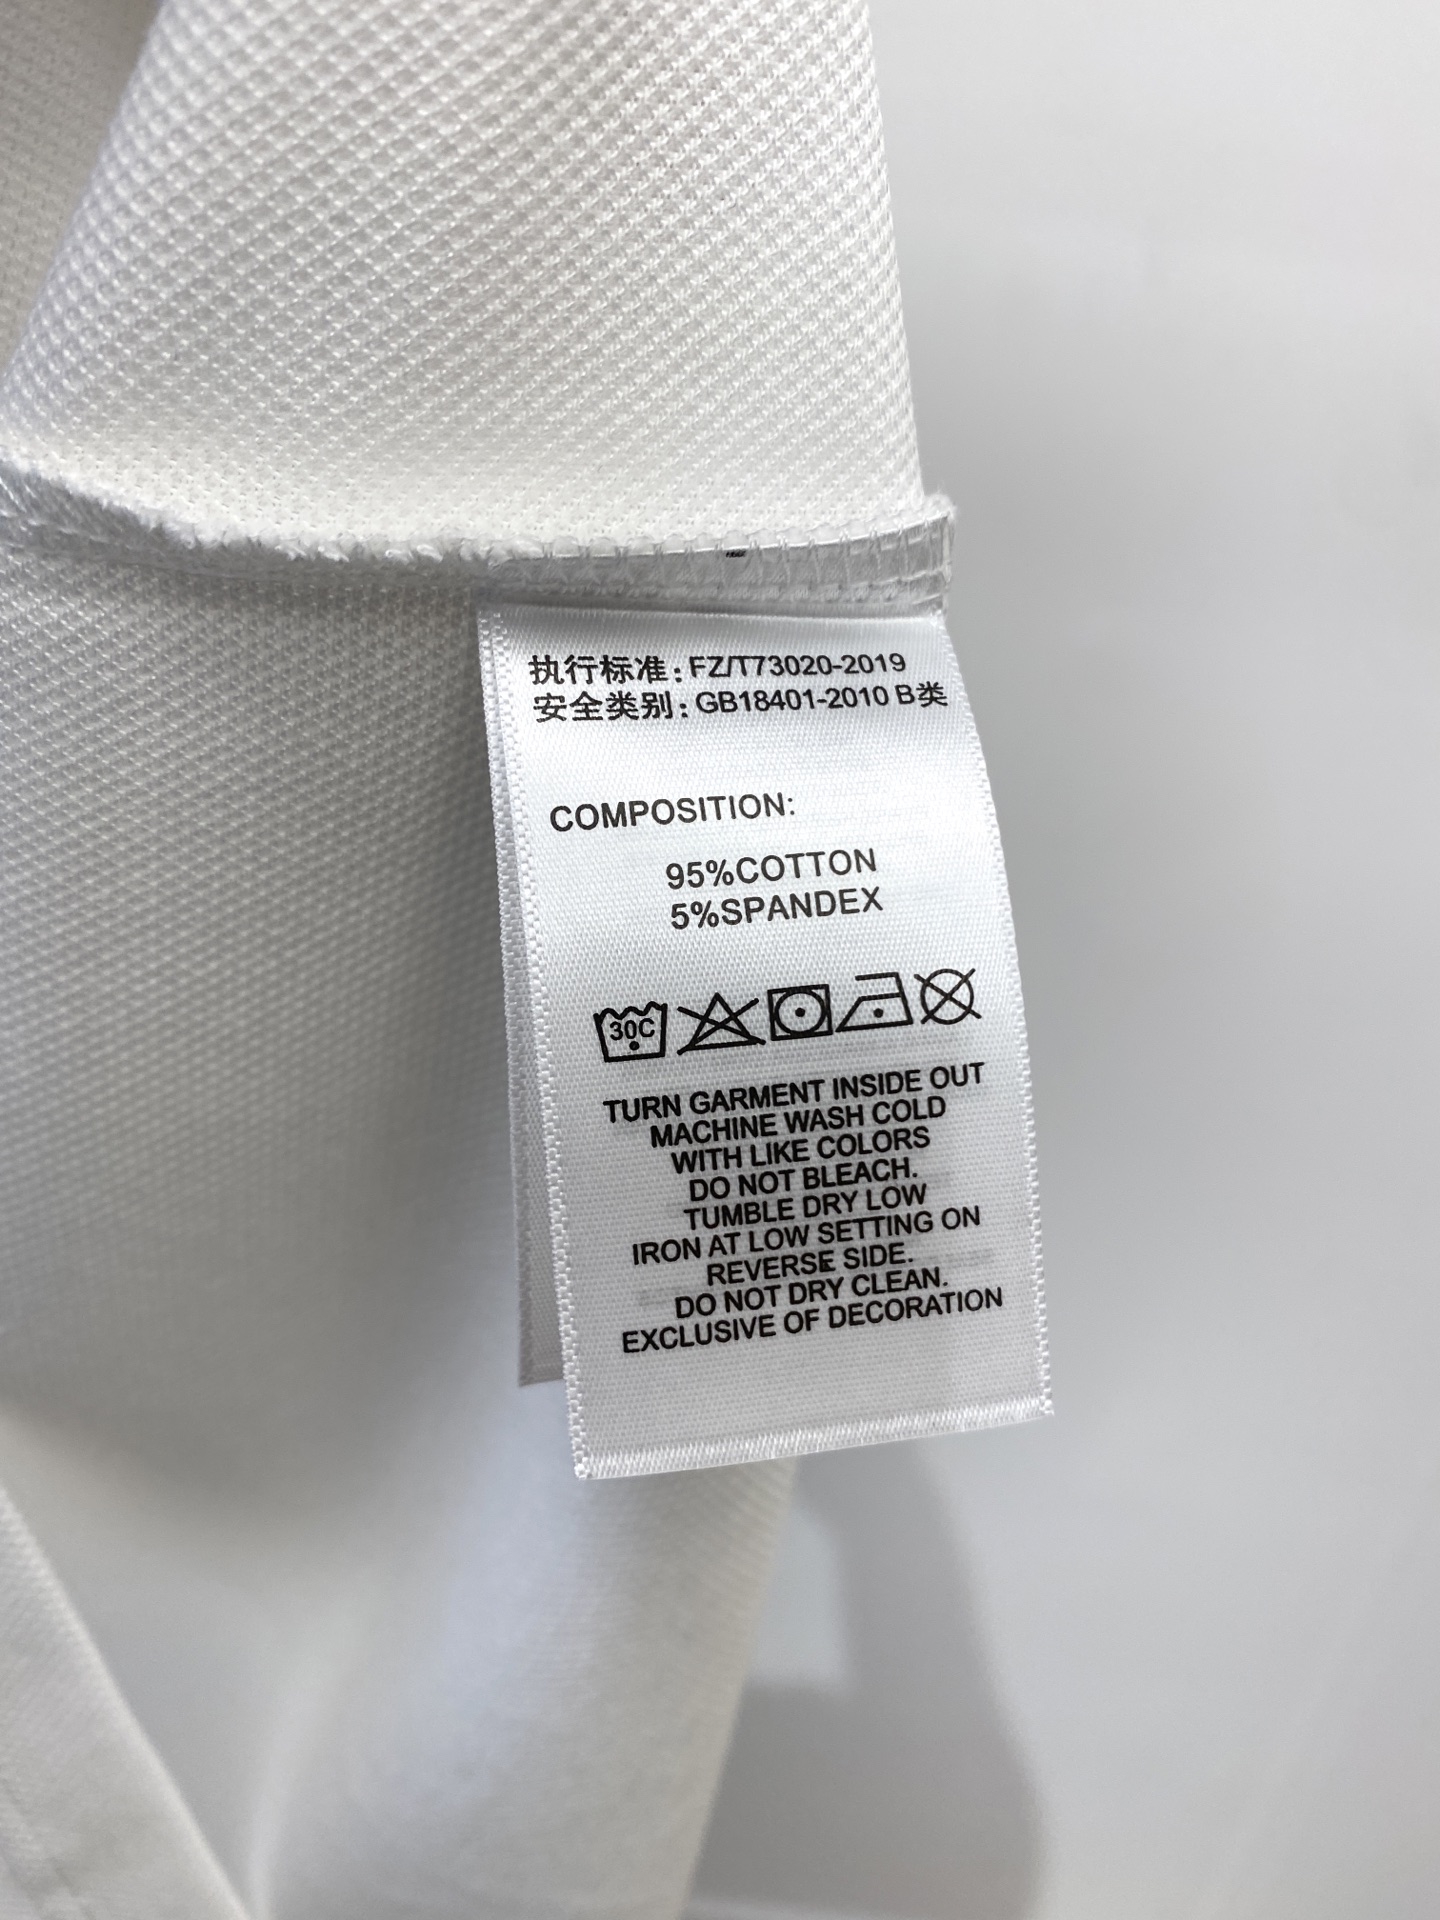 执行标准: FZ/T73020-2019
安全类别: GB18401-2010 B类
COMPOSITION:
95%COTTON
5%SPANDEX
30C
TURN GARMENT INSIDE OUT
MACHINE WASH COLD
WITH LIKE COLORS
DO NOT BLEACH.
TUMBLE DRY LOW
IRON AT LOW SETTING ON
REVERSE SIDE.
DO NOT DRY CLEAN.
EXCLUSIVE OF DECORATION